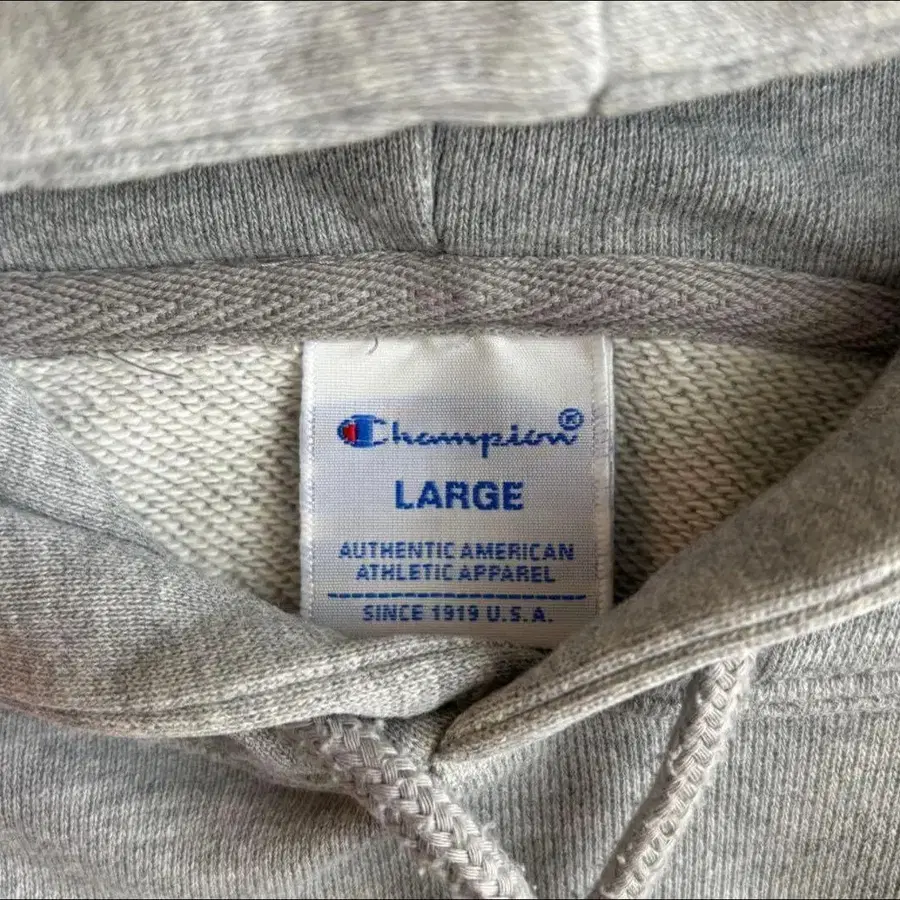 Champion®
LARGE
AUTHENTIC AMERICAN
ATHLETIC APPAREL
SINCE 1919 U.S.A.